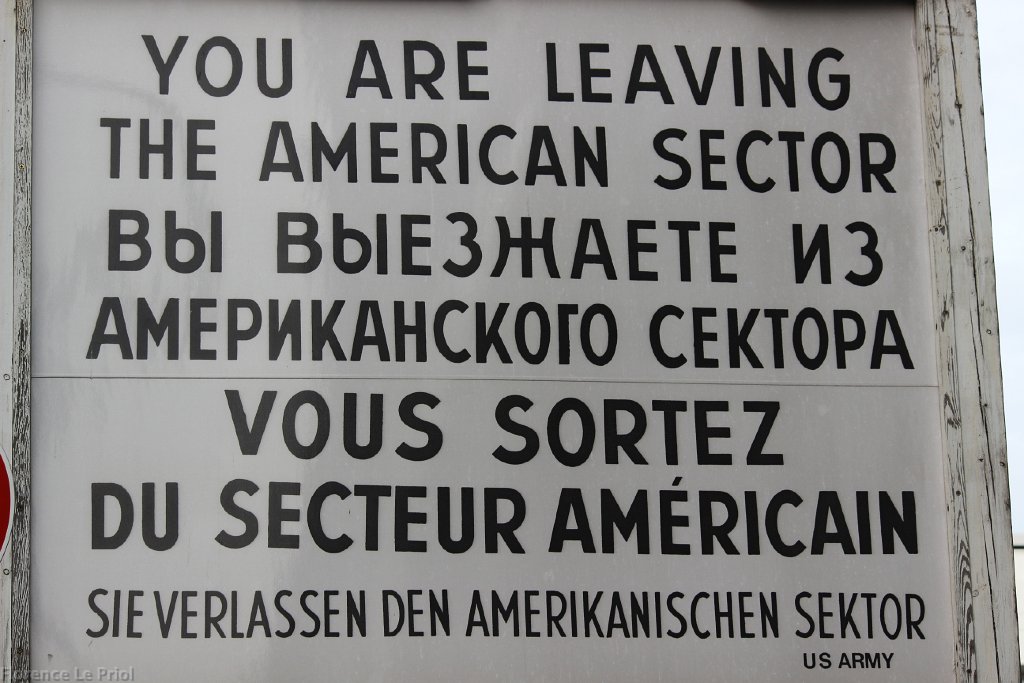 YOU ARE LEAVING
THE AMERICAN SECTOR
ВЫ ВЫЕЗЖАЕТЕ ИЗ
АМЕРИКАНСКОГО СЕКТОРА
VOUS SORTEZ
DU SECTEUR AMÉRICAIN
SIE VERLASSEN DEN AMERIKANISCHEN SEKTOR
US ARMY
Florence Le Priol